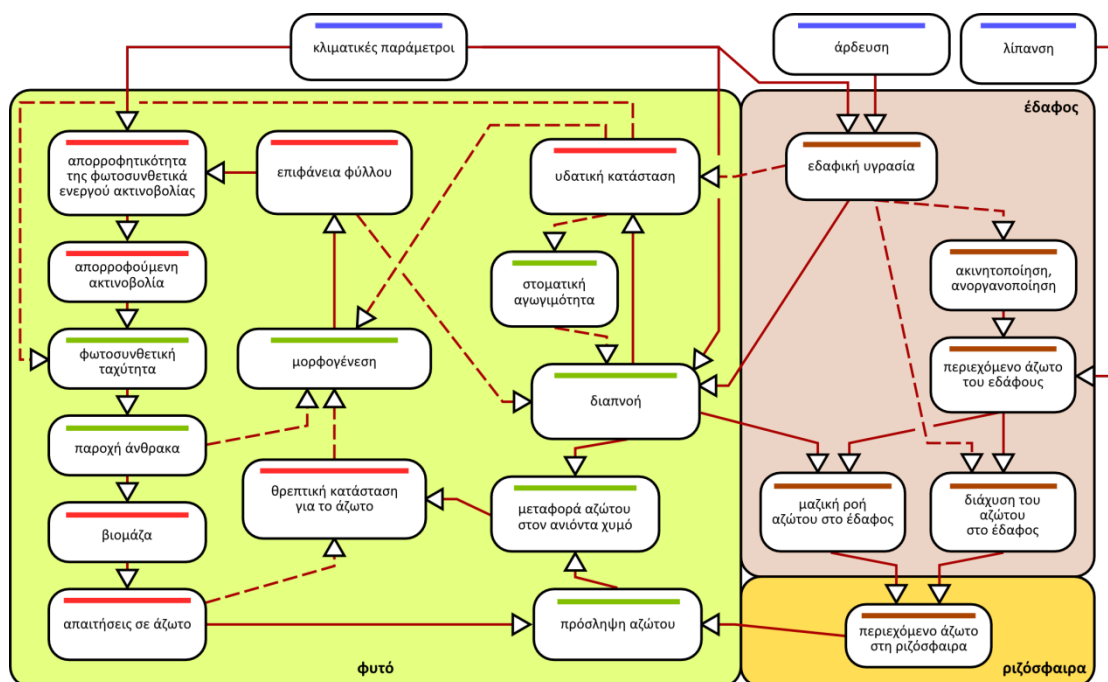 κλιματικές παράμετροι
άρδευση
λίπανση
έδαφος
απορροφητικότητα
της φωτοσυνθετικά
ενεργού ακτινοβολίας
επιφάνεια φύλλου
υδατική κατάσταση
εδαφική υγρασία
απορροφούμενη
ακτινοβολία
στοματική
αγωγιμότητα
ακινητοποίηση,
ανοργανοποίηση
φωτοσυνθετική
ταχύτητα
μορφογένεση
περιεχόμενο άζωτο
του εδάφους
διαπνοή
παροχή άνθρακα
θρεπτική κατάσταση
για το άζωτο
μεταφορά αζώτου
στον ανιόντα χυμό
μαζική ροή
αζώτου στο έδαφος
διάχυση του
αζώτου
στο έδαφος
βιομάζα
απαιτήσεις σε άζωτο
πρόσληψη αζώτου
περιεχόμενο άζωτο
στη ριζόσφαιρα
φυτό
ριζόσφαιρα